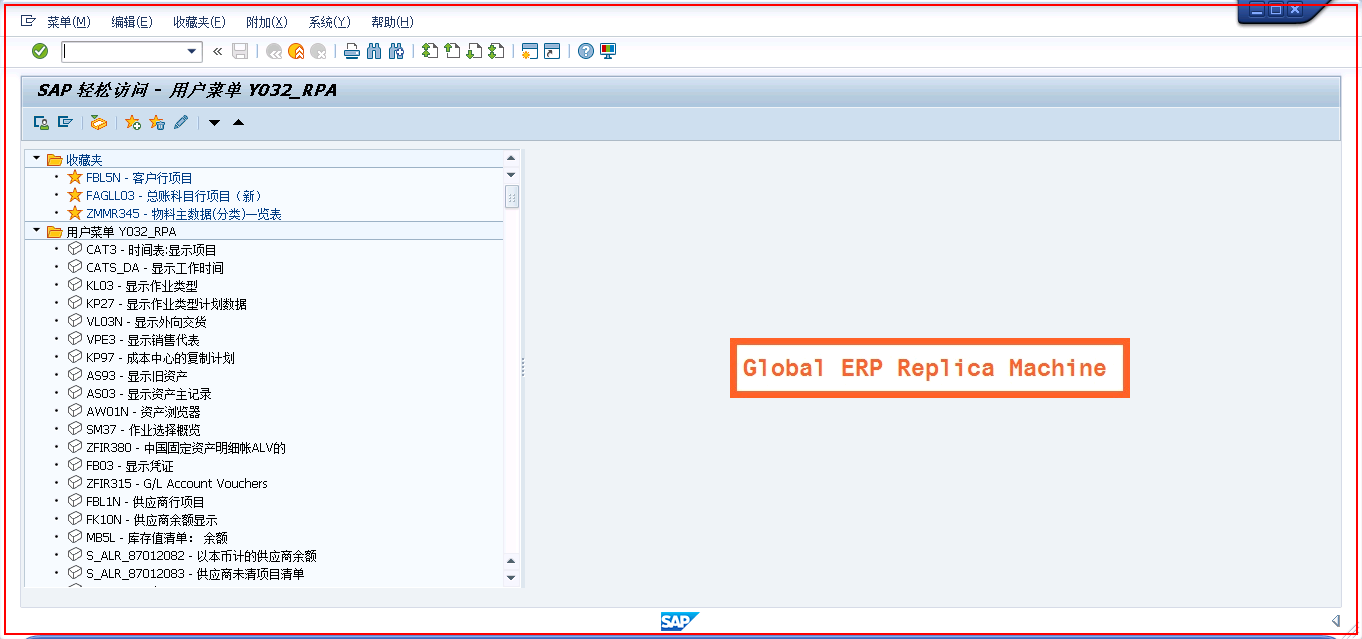 菜单(M) 编辑(E) 收藏夹(F) 附加(X) 系统(Y) 帮助(H)
SAP 轻松访问 - 用户菜单 Y032_RPA
收藏夹
FBL5N - 客户行项目
FAGLL03 - 总账科目行项目（新）
ZMMR345 - 物料主数据(分类)一览表
用户菜单 Y032_RPA
CAT3 - 时间表:显示项目
CATS_DA - 显示工作时间
KL03 - 显示作业类型
KP27 - 显示作业类型计划数据
VL03N - 显示外向交货
VPE3 - 显示销售代表
KP97 - 成本中心的复制计划
AS93 - 显示旧资产
AS03 - 显示资产主记录
AW01N - 资产浏览器
SM37 - 作业选择概览
ZFIR380 - 中国固定资产明细帐ALV的
FB03 - 显示凭证
ZFIR315 - G/L Account Vouchers
FBL1N - 供应商行项目
FK10N - 供应商余额显示
MB5L - 库存值清单： 余额
S_ALR_87012082 - 以本币计的供应商余额
S_ALR_87012083 - 供应商未清项目清单
Global ERP Replica Machine
SAP